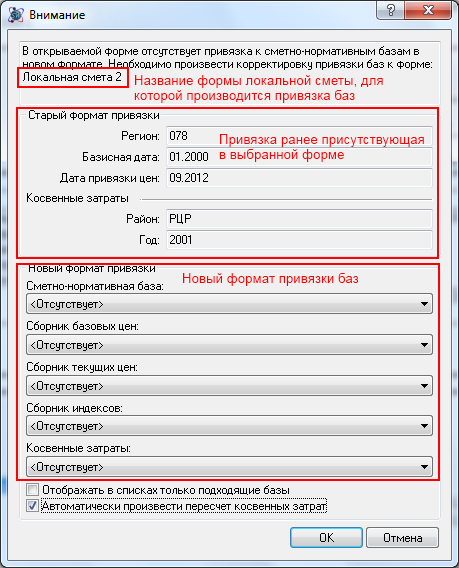 Внимание
В открываемой форме отсутствует привязка к сметно-нормативным базам в
новом формате. Необходимо произвести корректировку привязки баз к форме:
Локальная смета 2
Название формы локальной сметы, для
которой производится привязка баз
Старый формат привязки
Регион: 078
Привязка ранее присутствующая
в выбранной форме
Базисная дата: 01.2000
Дата привязки цен: 09.2012
Косвенные затраты
Район: РЦР
Год: 2001
Новый формат привязки
Новый формат привязки баз
Сметно-нормативная база:
<Отсутствует>
Сборник базовых цен:
<Отсутствует>
Сборник текущих цен:
<Отсутствует>
Сборник индексов:
<Отсутствует>
Косвенные затраты:
<Отсутствует>
Отображать в списках только подходящие базы
Автоматически произвести пересчет косвенных затрат
OK Отмена